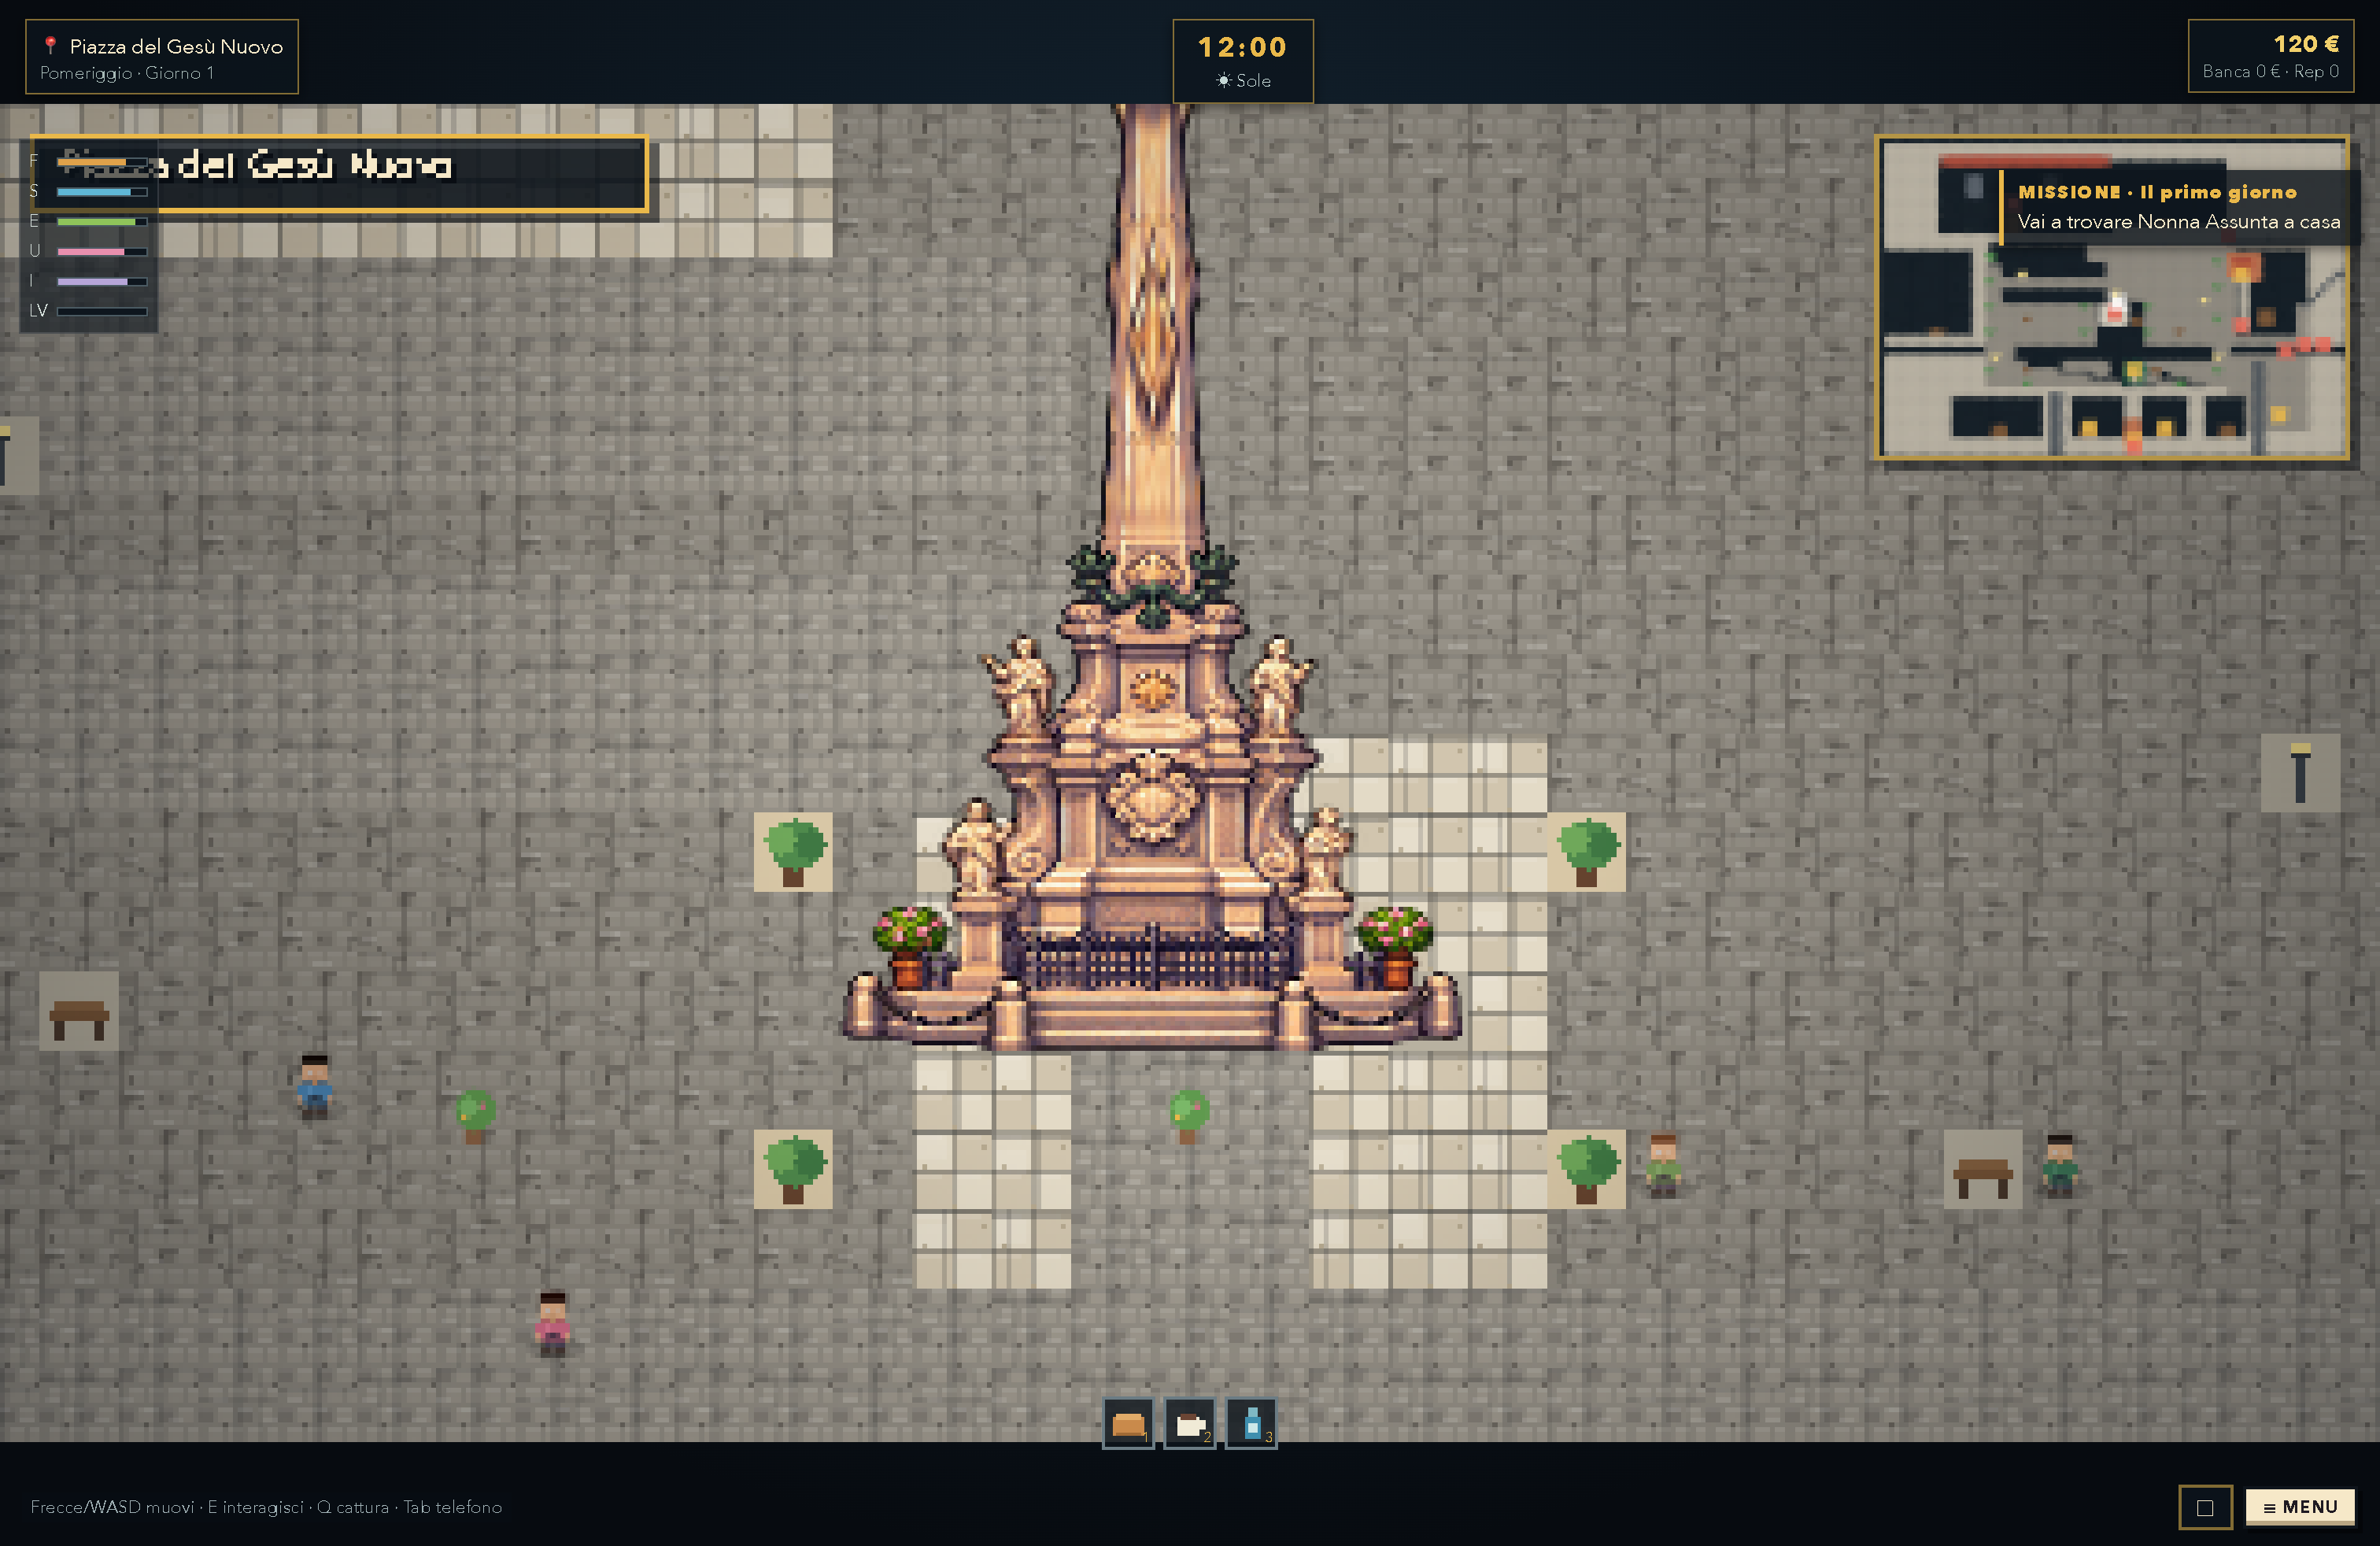 Piazza del Gesù Nuovo
Pomeriggio · Giorno 1
12:00
Sole
120 €
Banca 0 € · Rep 0
del Gesù Nuovo
F
S
E
U
I
LV
MISSIONE · Il primo giorno
Vai a trovare Nonna Assunta a casa
1
2
3
Frecce/WASD muovi · E interagisci · Q cattura · Tab telefono
≡ MENU